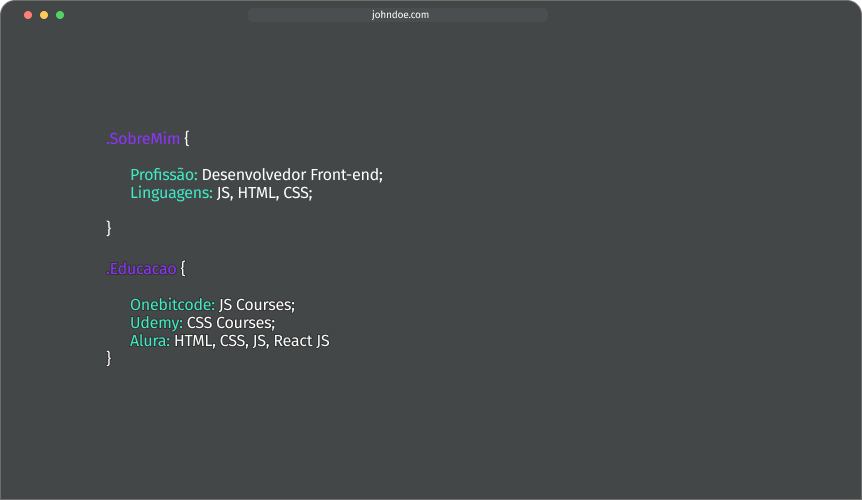 johndoe.com
.SobreMim {
Profissão: Desenvolvedor Front-end;
Linguagens: JS, HTML, CSS;
}
.Educacao {
Onebitcode: JS Courses;
Udemy: CSS Courses;
Alura: HTML, CSS, JS, React JS
}